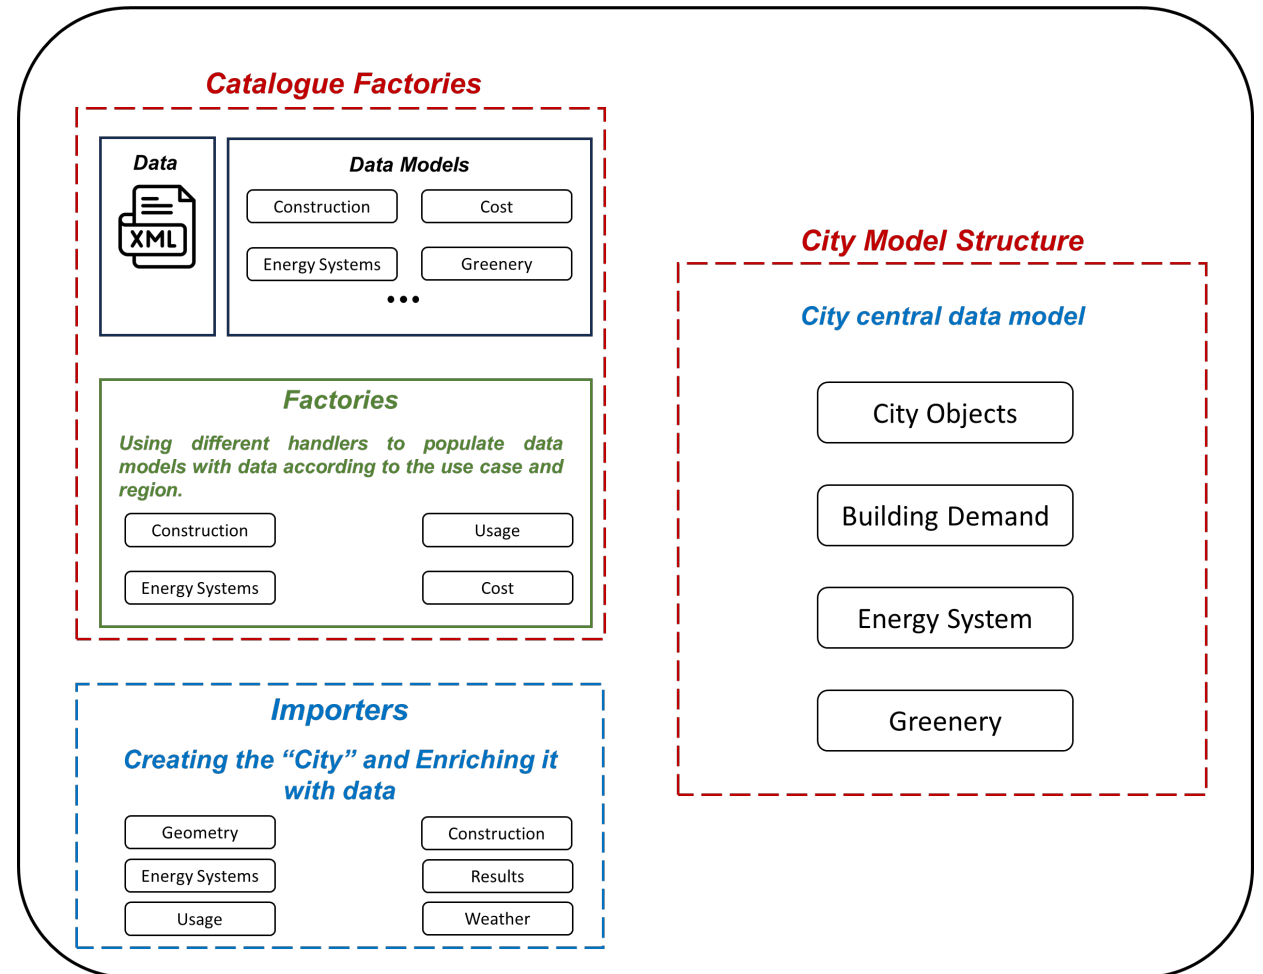 Catalogue Factories
Data
XML
Data Models
Construction
Cost
Energy Systems
Greenery
•••
Factories
Using different handlers to populate data
models with data according to the use case and
region.
Construction
Usage
Energy Systems
Cost
Importers
Creating the “City” and Enriching it
with data
Geometry
Construction
Energy Systems
Results
Usage
Weather
City Model Structure
City central data model
City Objects
Building Demand
Energy System
Greenery